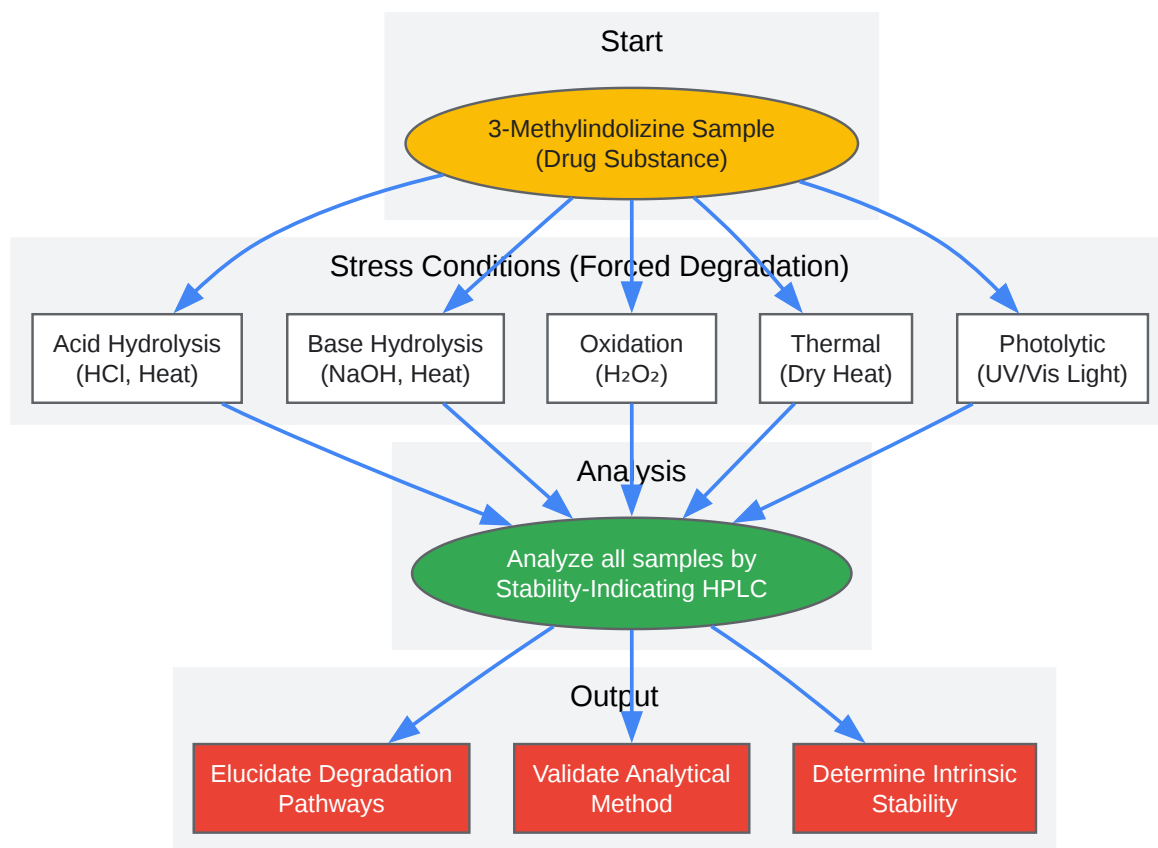 Start
3-Methylindolizine Sample
(Drug Substance)
Stress Conditions (Forced Degradation)
Acid Hydrolysis
(HCl, Heat)
Base Hydrolysis
(NaOH, Heat)
Oxidation
(H₂O₂)
Thermal
(Dry Heat)
Photolytic
(UV/Vis Light)
Analysis
Analyze all samples by
Stability-Indicating HPLC
Output
Elucidate Degradation
Pathways
Validate Analytical
Method
Determine Intrinsic
Stability